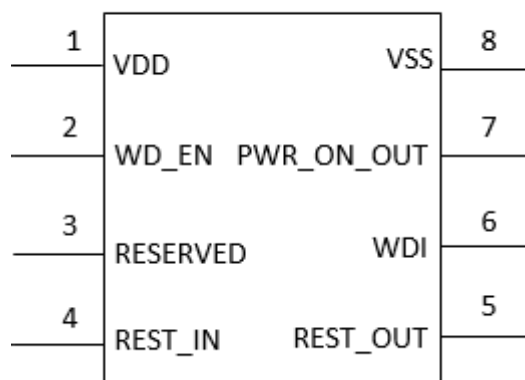 1 VDD VSS 8
2 WD_EN PWR_ON_OUT 7
3 RESERVED WDI 6
4 REST_IN REST_OUT 5